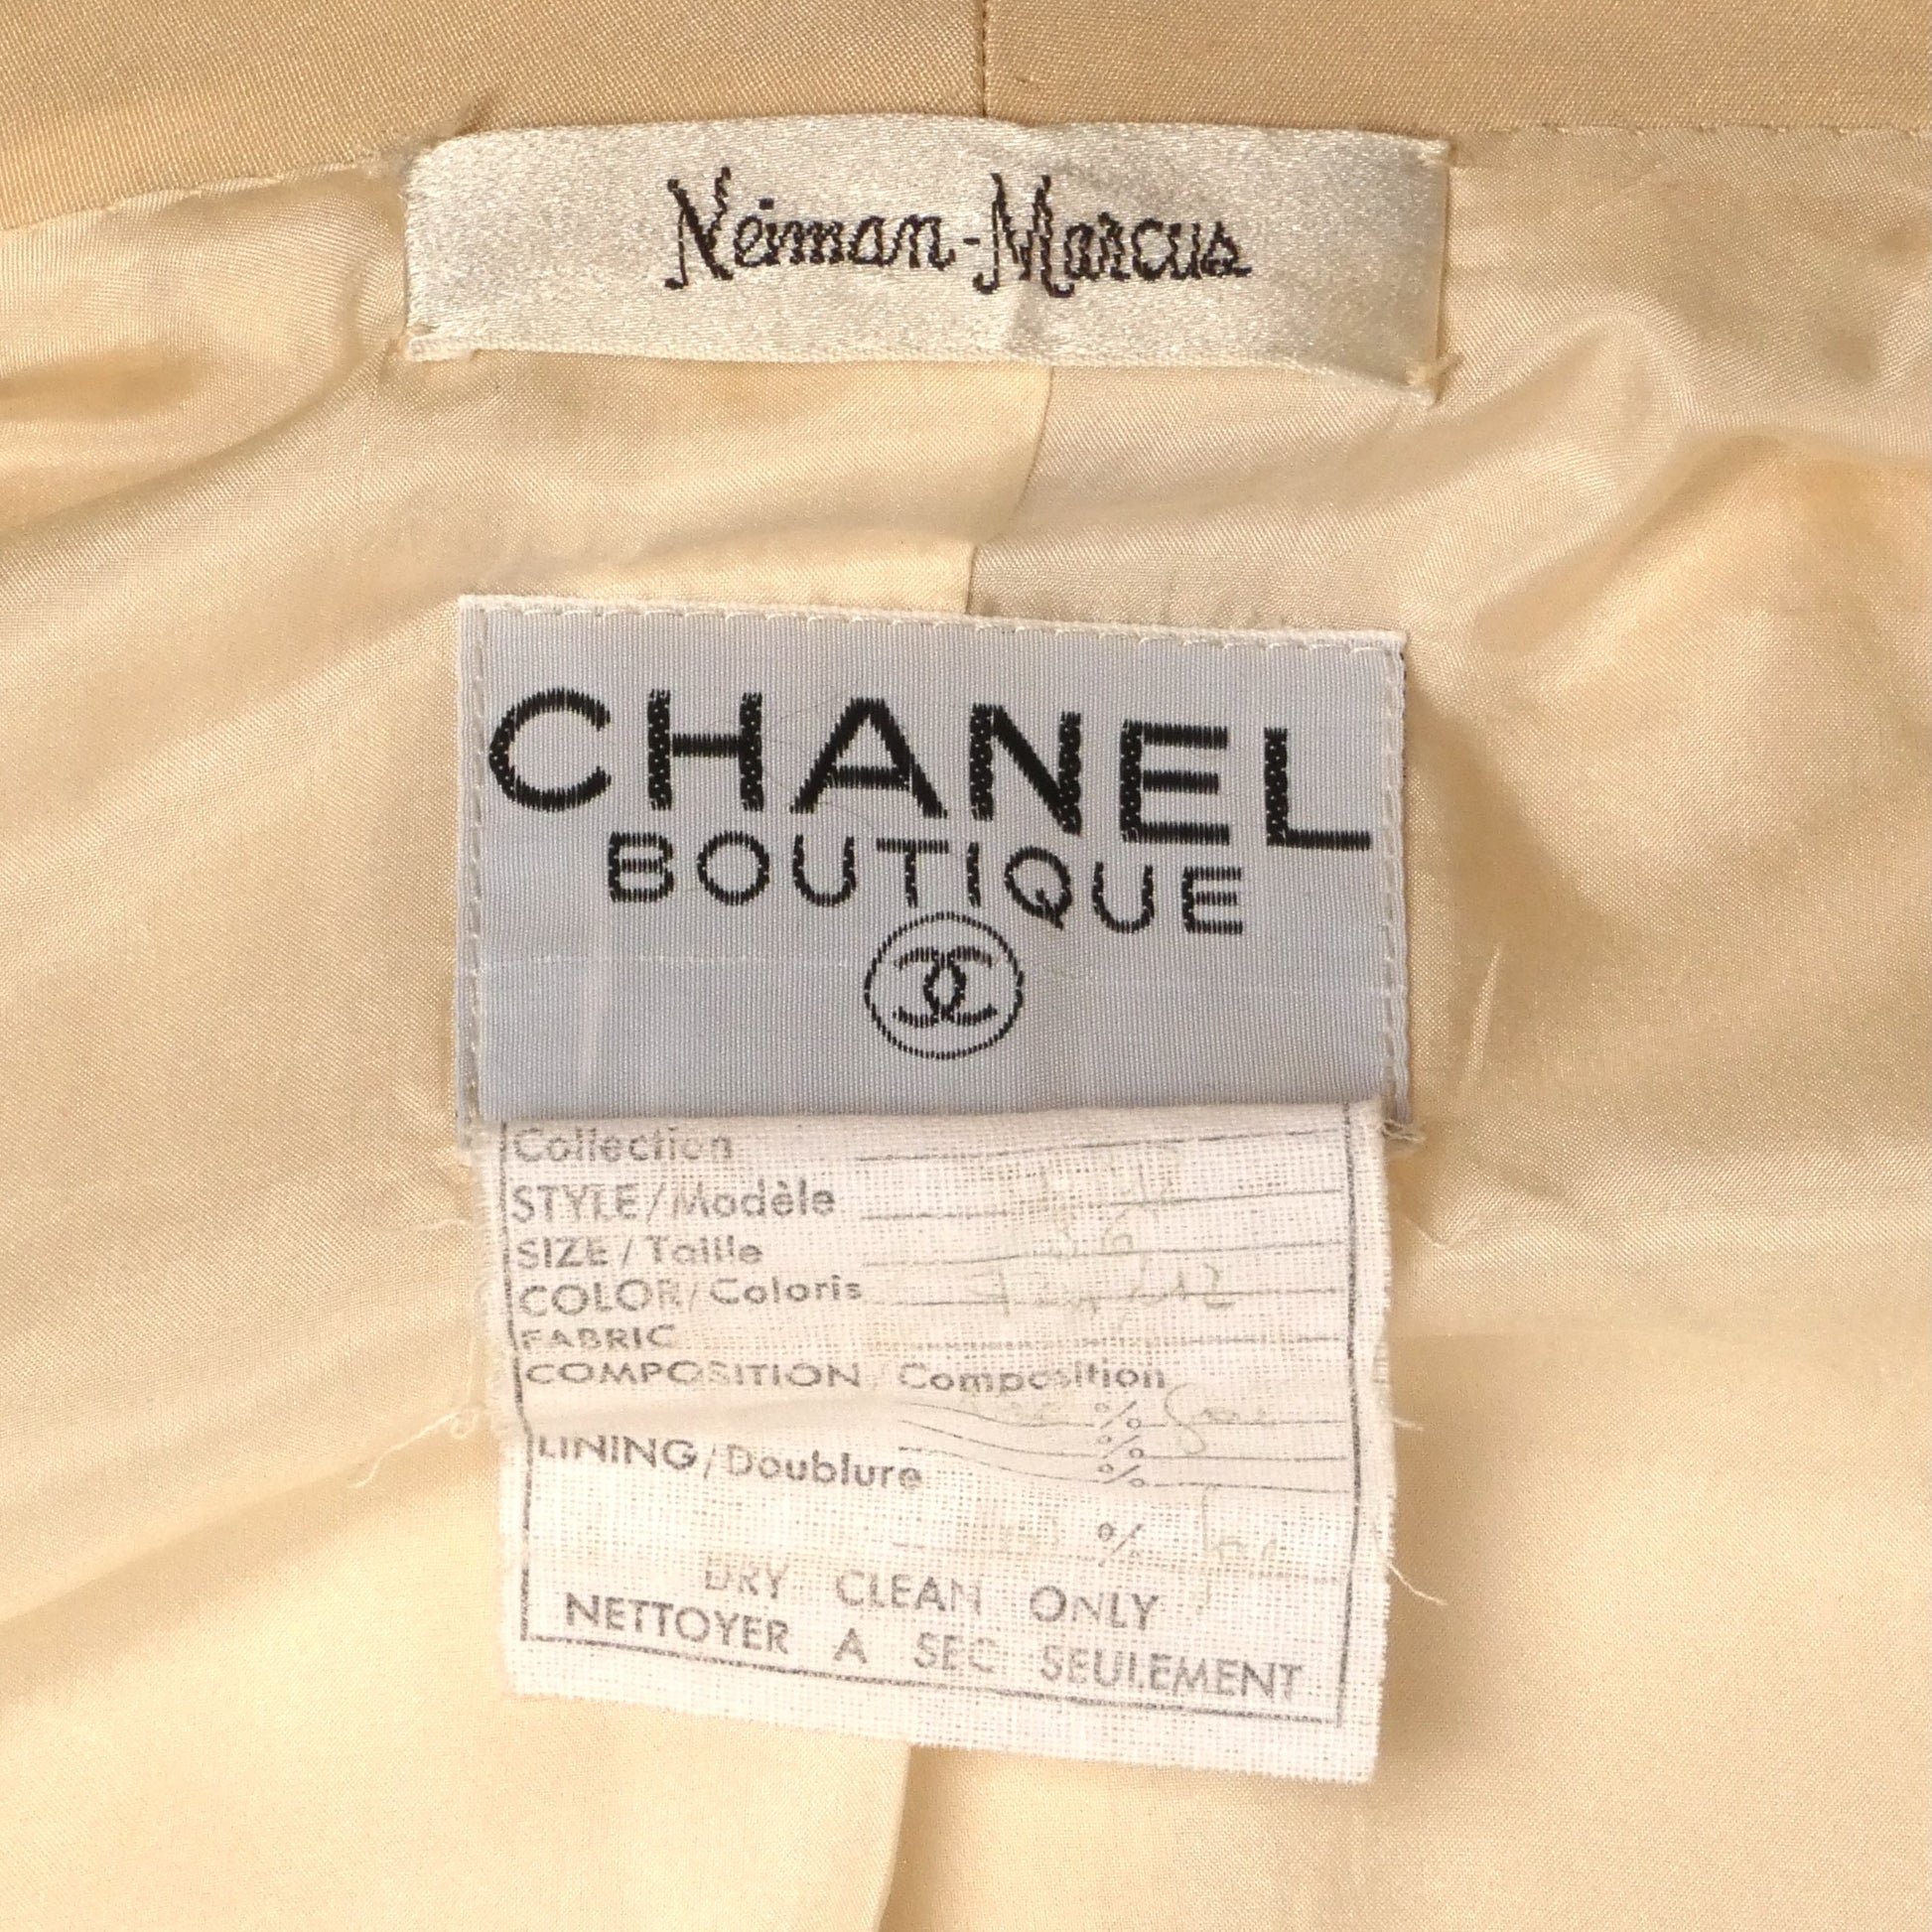 Neiman-Marcus
CHANEL
BOUTIQUE
Collection
STYLE/Modèle
SIZE/Taille
COLOR/Coloris
FABRIC
COMPOSITION/Composition
%
%
%
LINING/Doublure
%
DRY CLEAN ONLY
NETTOYER A SEC SEULEMENT